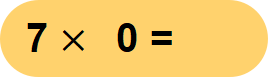 7 × 0 =